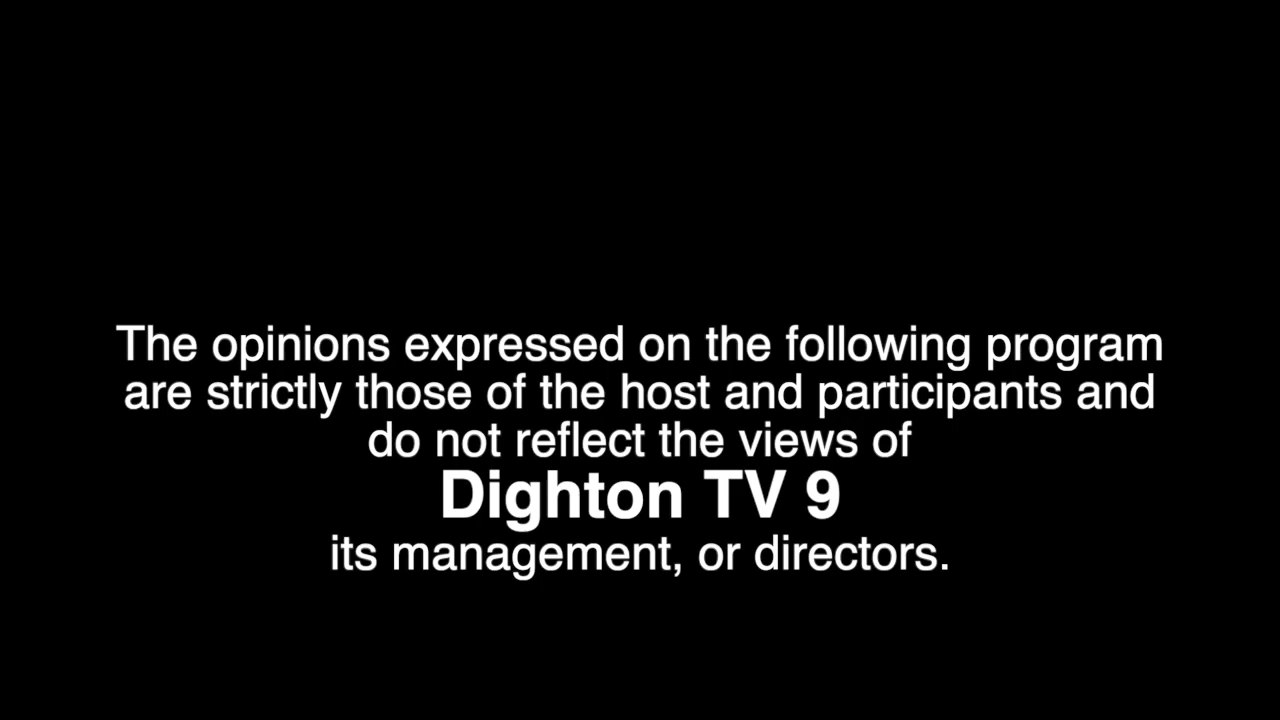 The opinions expressed on the following program
are strictly those of the host and participants and
do not reflect the views of
Dighton TV 9
its management, or directors.